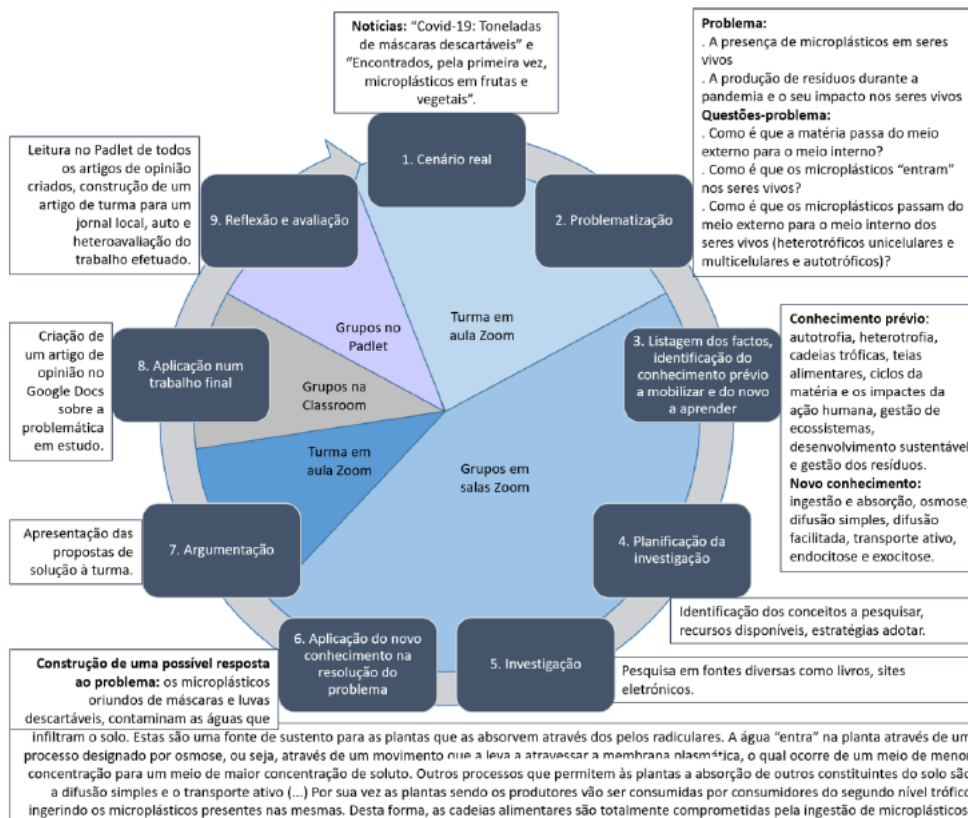 Notícias: “Covid-19: Toneladas
de máscaras descartáveis” e
“Encontrados, pela primeira vez,
microplásticos em frutas e
vegetais”.
Problema:
. A presença de microplásticos em seres
vivos
. A produção de resíduos durante a
pandemia e o seu impacto nos seres vivos
Questões-problema:
. Como é que a matéria passa do meio
externo para o meio interno?
. Como é que os microplásticos “entram”
nos seres vivos?
. Como é que os microplásticos passam do
meio externo para o meio interno dos
seres vivos (heterotróficos unicelulares e
multicelulares e autotróficos)?
1. Cenário real
2. Problematização
Turma em
aula Zoom
3. Listagem dos factos,
identificação do
conhecimento prévio
a mobilizar e do novo
a aprender
Conhecimento prévio:
autotrofia, heterotrofia,
cadeias tróficas, teias
alimentares, ciclos da
matéria e os impactes da
ação humana, gestão de
ecossistemas,
desenvolvimento sustentável
e gestão dos resíduos.
Novo conhecimento:
ingestão e absorção, osmose,
difusão simples, difusão
facilitada, transporte ativo,
endocitose e exocitose.
Grupos em
salas Zoom
4. Planificação da
investigação
Identificação dos conceitos a pesquisar,
recursos disponíveis, estratégias adotar.
5. Investigação
Pesquisa em fontes diversas como livros, sites
eletrónicos.
6. Aplicação do novo
conhecimento na
resolução do
problema
Construção de uma possível resposta
ao problema: os microplásticos
oriundos de máscaras e luvas
descartáveis, contaminam as águas que
infiltram o solo. Estas são uma fonte de sustento para as plantas que as absorvem através dos pelos radiculares. A água “entra” na planta através de um
processo designado por osmose, ou seja, através de um movimento que a leva a atravessar a membrana plasmática, o qual ocorre de um meio de menor
concentração para um meio de maior concentração de soluto. Outros processos que permitem às plantas a absorção de outros constituintes do solo são
a difusão simples e o transporte ativo (...) Por sua vez as plantas sendo os produtores vão ser consumidas por consumidores do segundo nível trófico
ingerindo os microplásticos presentes nas mesmas. Desta forma, as cadeias alimentares são totalmente comprometidas pela ingestão de microplásticos
7. Argumentação
Apresentação das
propostas de
solução à turma.
Turma em
aula Zoom
8. Aplicação num
trabalho final
Criação de
um artigo de
opinião no
Google Docs
sobre a
problemática
em estudo.
Grupos na
Classroom
9. Reflexão e avaliação
Leitura no Padlet de todos
os artigos de opinião
criados, construção de um
artigo de turma para um
jornal local, auto e
heteroavaliação do
trabalho efetuado.
Grupos no
Padlet